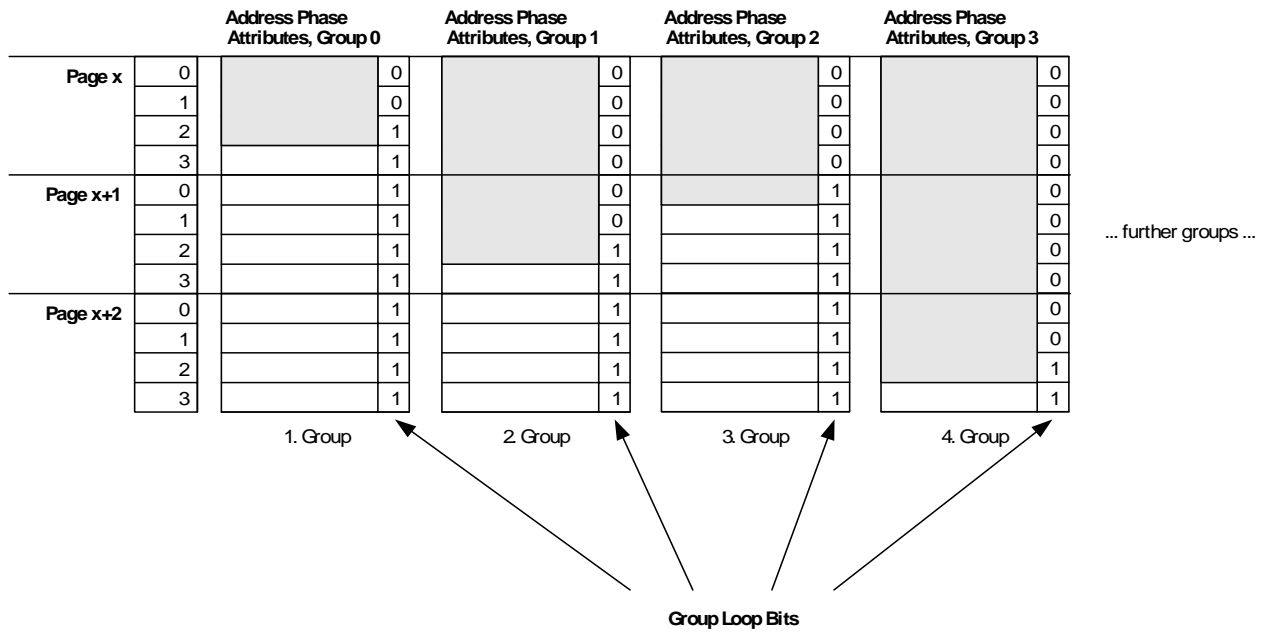 Address Phase Attributes, Group 0
Address Phase Attributes, Group 1
Address Phase Attributes, Group 2
Address Phase Attributes, Group 3
Page x 0 0 0 0 0
1 0 0 0 0
2 1 0 0 0
3 1 0 0 0
Page x+1 0 1 0 1 0
1 1 0 1 0
2 1 1 1 0
3 1 1 1 0
... further groups ...
Page x+2 0 1 1 1 0
1 1 1 1 0
2 1 1 1 1
3 1 1 1 1
1. Group 2. Group 3. Group 4. Group
Group Loop Bits